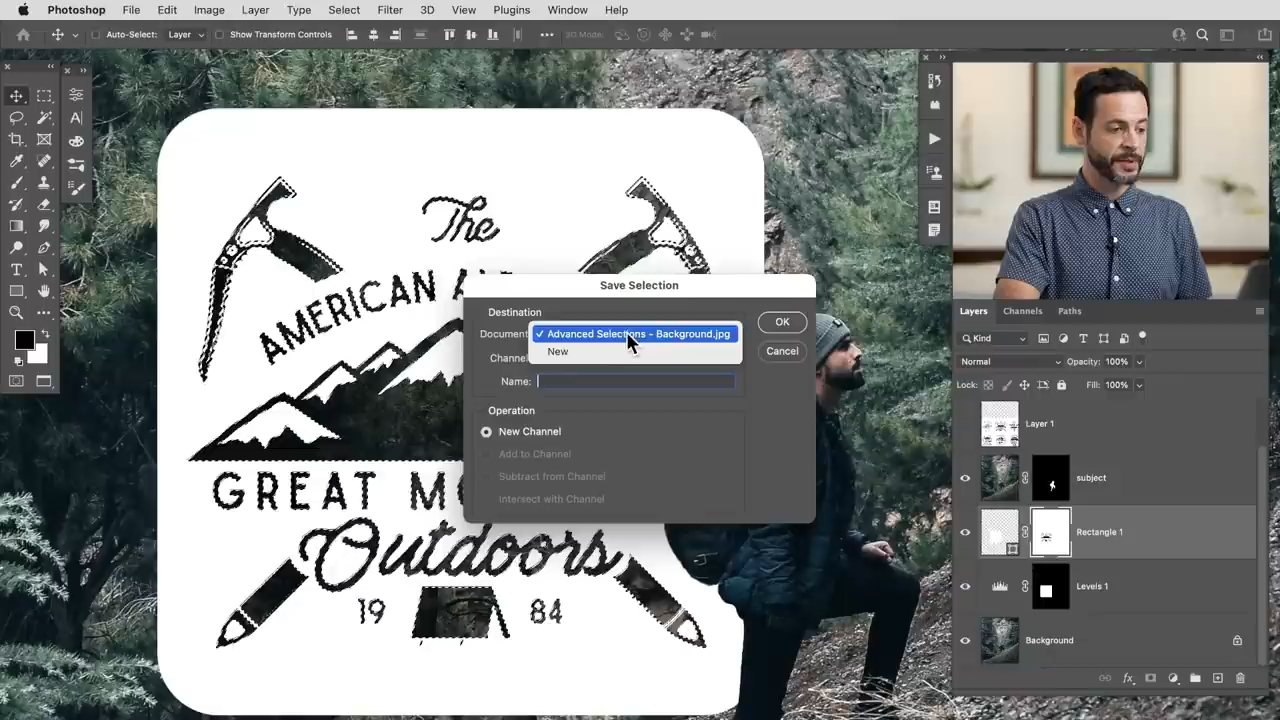 Photoshop File Edit Image Layer Type Select Filter 3D View Plugins Window Help
Auto-Select: Layer Show Transform Controls 3D Mode:
The
AMERICAN
GREAT
Outdoors
19 84
Save Selection
Destination
Document
Advanced Selections - Background.jpg
New
Channel
Name:
OK
Cancel
Operation
New Channel
Add to Channel
Subtract from Channel
Intersect with Channel
Layers Channels Paths
Kind
Normal Opacity: 100%
Lock: Fill: 100%
Layer 1
subject
Rectangle 1
Levels 1
Background